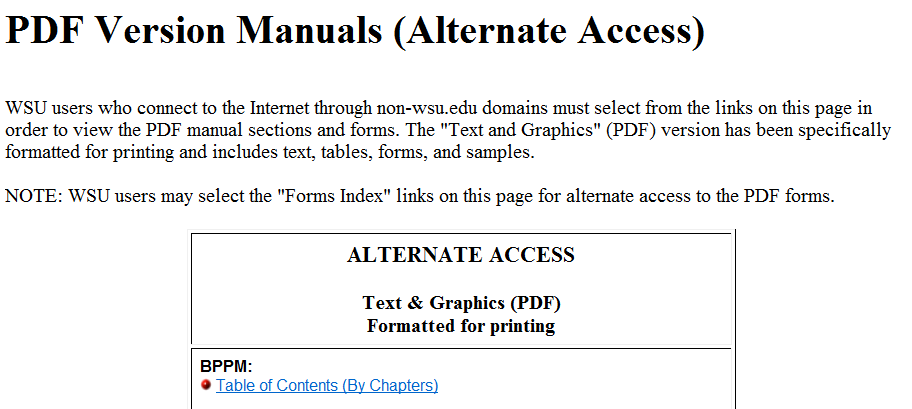 PDF Version Manuals (Alternate Access)
WSU users who connect to the Internet through non-wsu.edu domains must select from the links on this page in
order to view the PDF manual sections and forms. The "Text and Graphics" (PDF) version has been specifically
formatted for printing and includes text, tables, forms, and samples.
NOTE: WSU users may select the "Forms Index" links on this page for alternate access to the PDF forms.
ALTERNATE ACCESS
Text & Graphics (PDF)
Formatted for printing
BPPM:
Table of Contents (By Chapters)